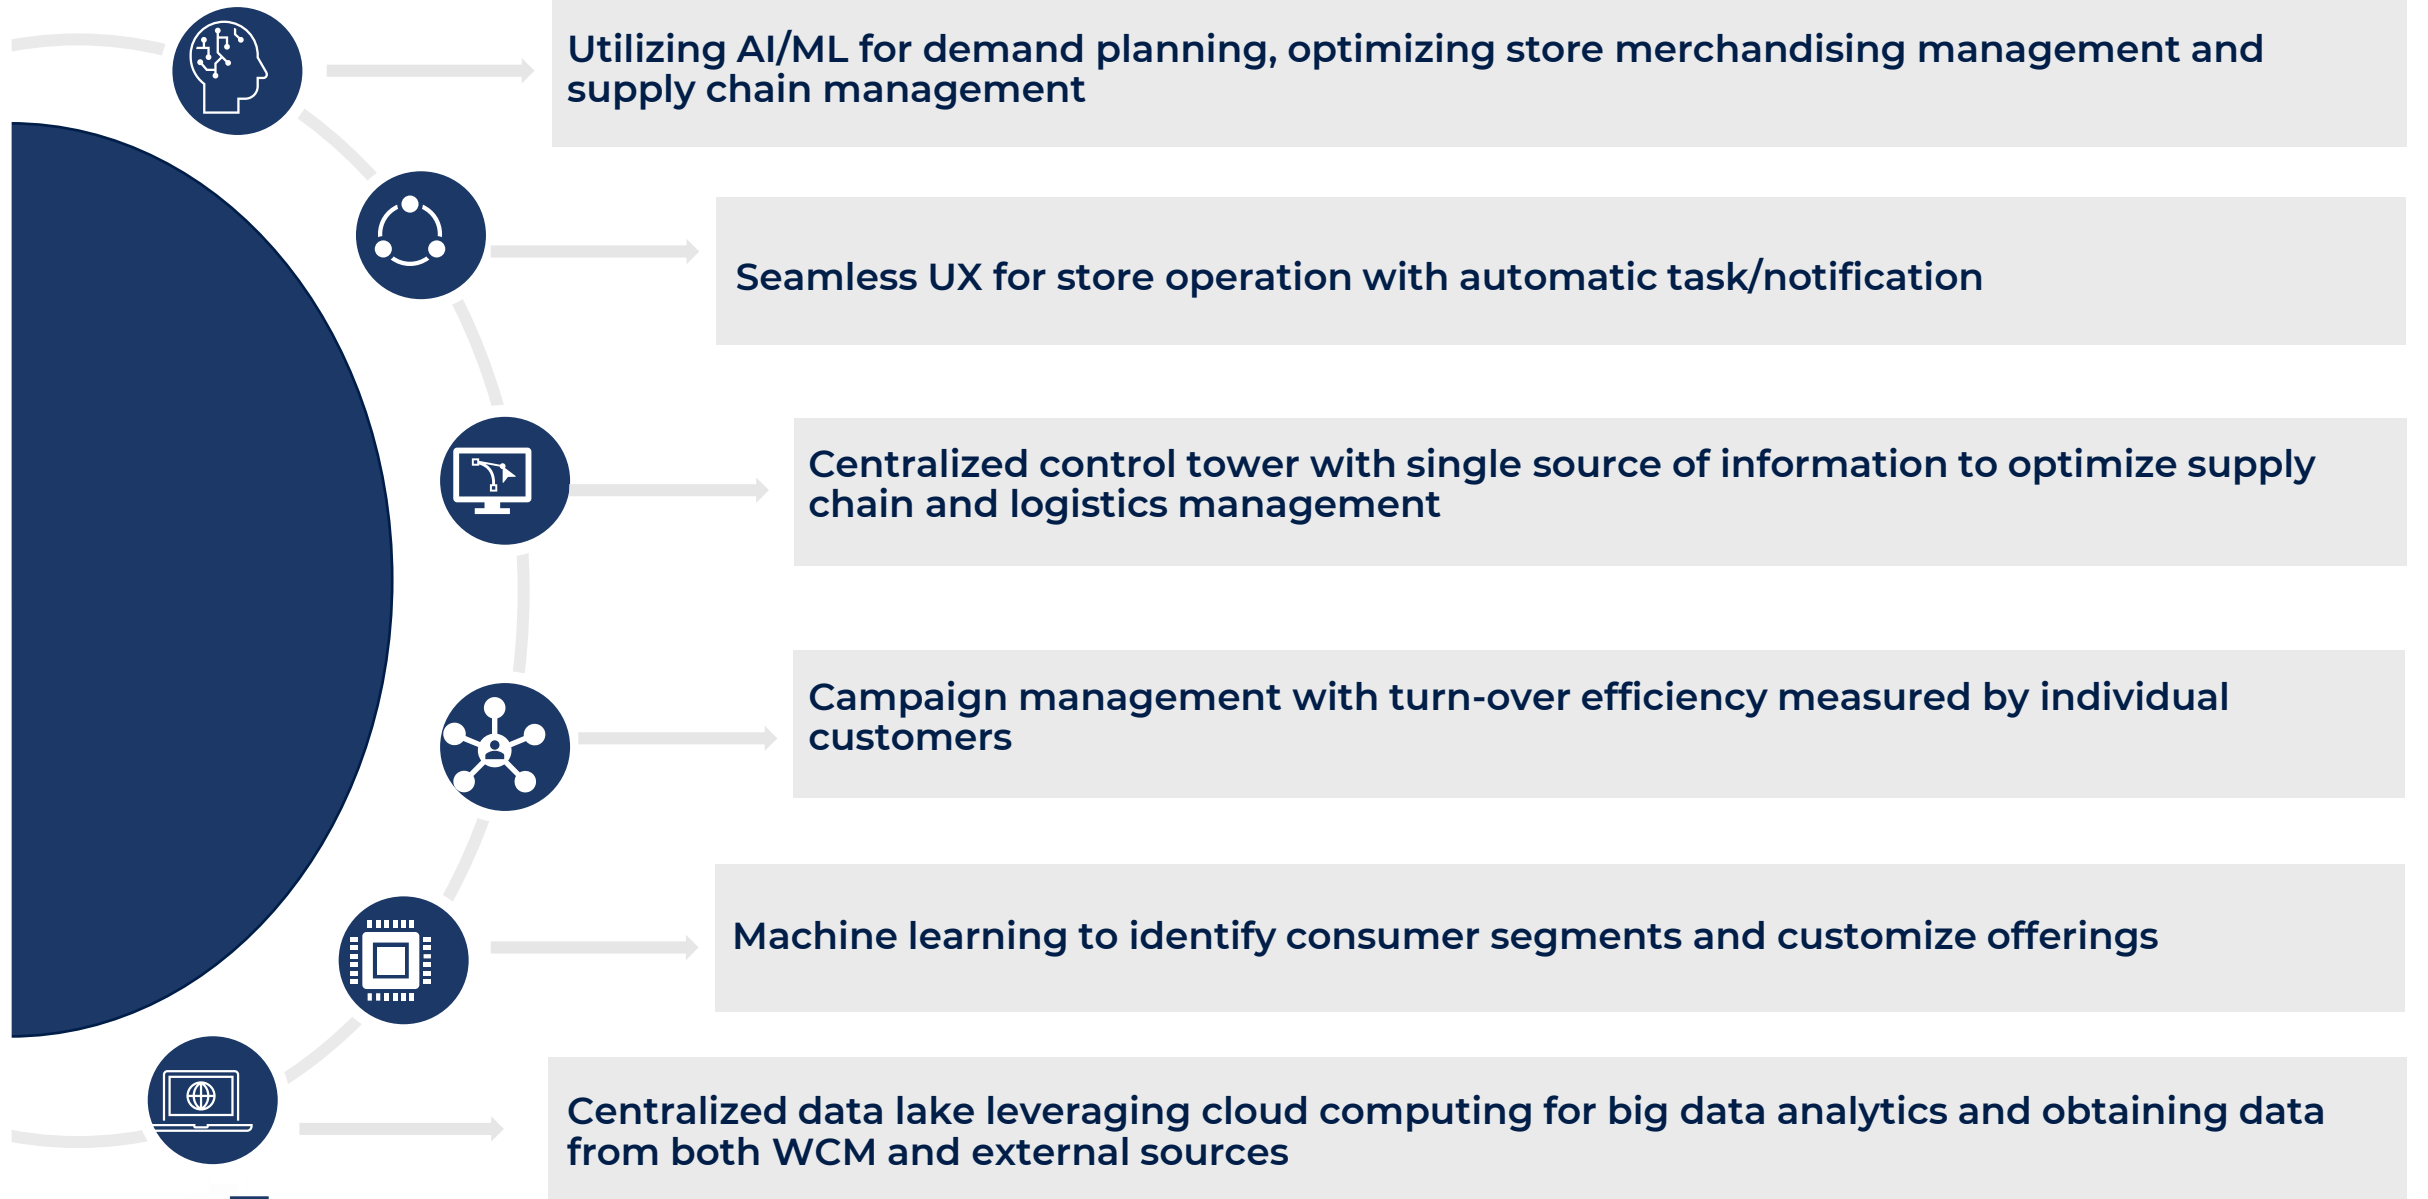 Utilizing AI/ML for demand planning, optimizing store merchandising management and
supply chain management
Seamless UX for store operation with automatic task/notification
Centralized control tower with single source of information to optimize supply
chain and logistics management
Campaign management with turn-over efficiency measured by individual
customers
Machine learning to identify consumer segments and customize offerings
Centralized data lake leveraging cloud computing for big data analytics and obtaining data
from both WCM and external sources